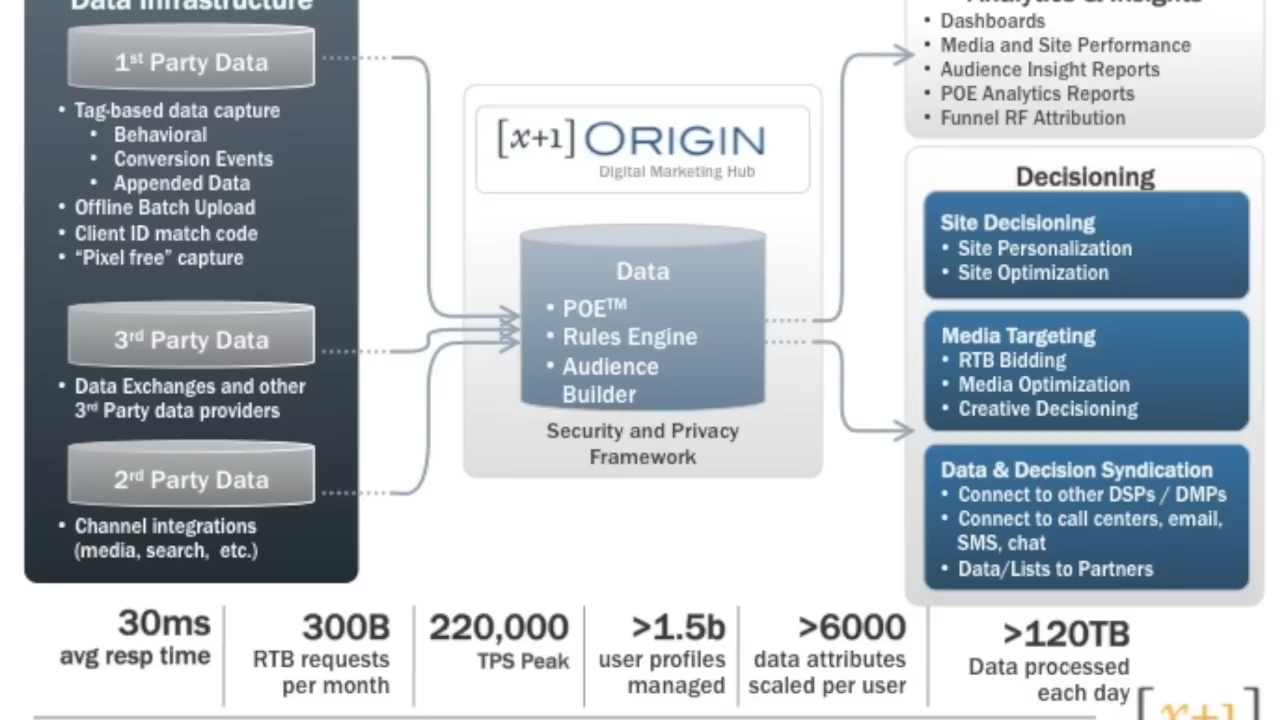 Data Infrastructure
1st Party Data
• Tag-based data capture
• Behavioral
• Conversion Events
• Appended Data
• Offline Batch Upload
• Client ID match code
• “Pixel free” capture
3rd Party Data
• Data Exchanges and other
3rd Party data providers
2nd Party Data
• Channel integrations
(media, search, etc.)
[x+1] ORIGIN
Digital Marketing Hub
Data
• POE™
• Rules Engine
• Audience
Builder
Security and Privacy
Framework
Analytics & Insights
• Dashboards
• Media and Site Performance
• Audience Insight Reports
• POE Analytics Reports
• Funnel RF Attribution
Decisioning
Site Decisioning
• Site Personalization
• Site Optimization
Media Targeting
• RTB Bidding
• Media Optimization
• Creative Decisioning
Data & Decision Syndication
• Connect to other DSPs / DMPs
• Connect to call centers, email,
SMS, chat
• Data/Lists to Partners
30ms
avg resp time
300B
RTB requests
per month
220,000
TPS Peak
>1.5b
user profiles
managed
>6000
data attributes
scaled per user
>120TB
Data processed
each day
[x+1]